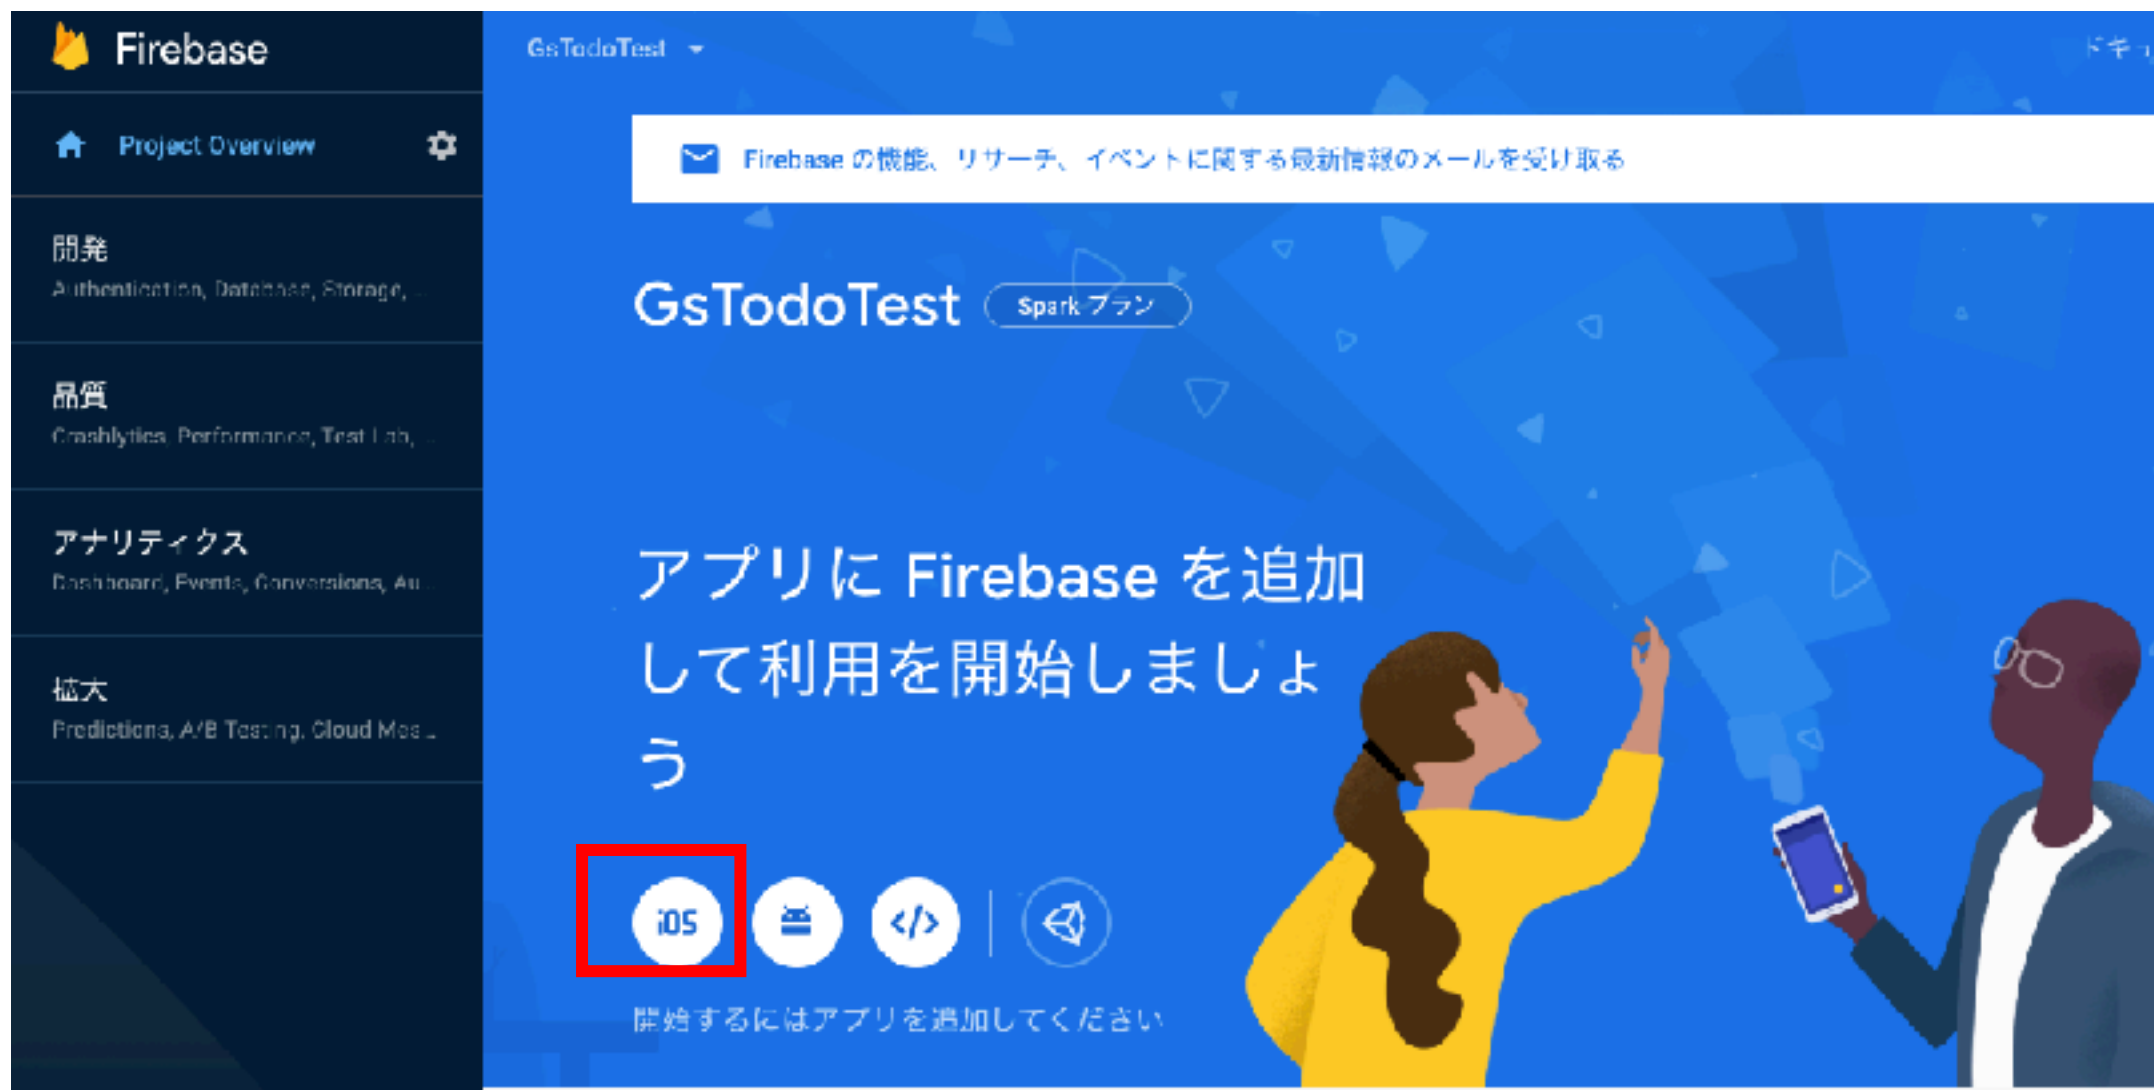 Firebase
Project Overview
開発
Authentication, Database, Storage, ...
品質
Crashlytics, Performance, Test Lab, ...
アナリティクス
Dashboard, Events, Conversions, Au...
拡大
Predictions, A/B Testing, Cloud Mes...
GsTodoTest
ドキュ
Firebase の機能、リサーチ、イベントに関する最新情報のメールを受け取る
GsTodoTest
Spark プラン
アプリに Firebase を追加
して利用を開始しましょ
う
iOS
</>
開始するにはアプリを追加してください